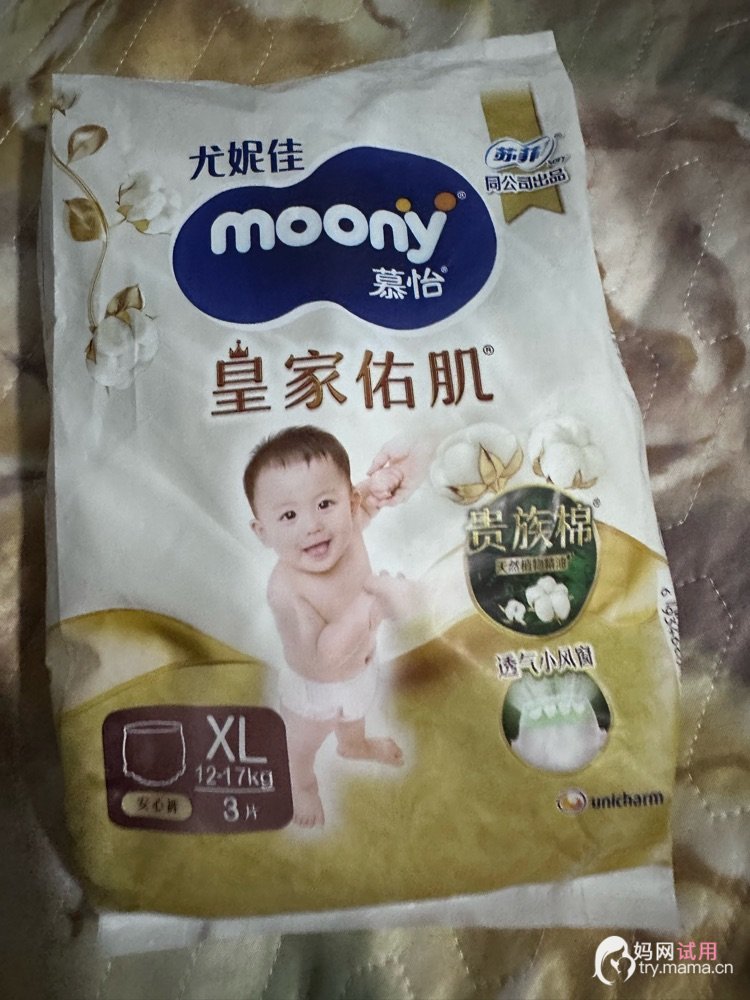 尤妮佳
苏菲
SOFY
同公司出品
moony
慕怡
皇家佑肌
贵族棉
天然植物精油
透气小风窗
XL
12-17kg
3片
安心裤
unicharm
妈网试用
try.mama.cn